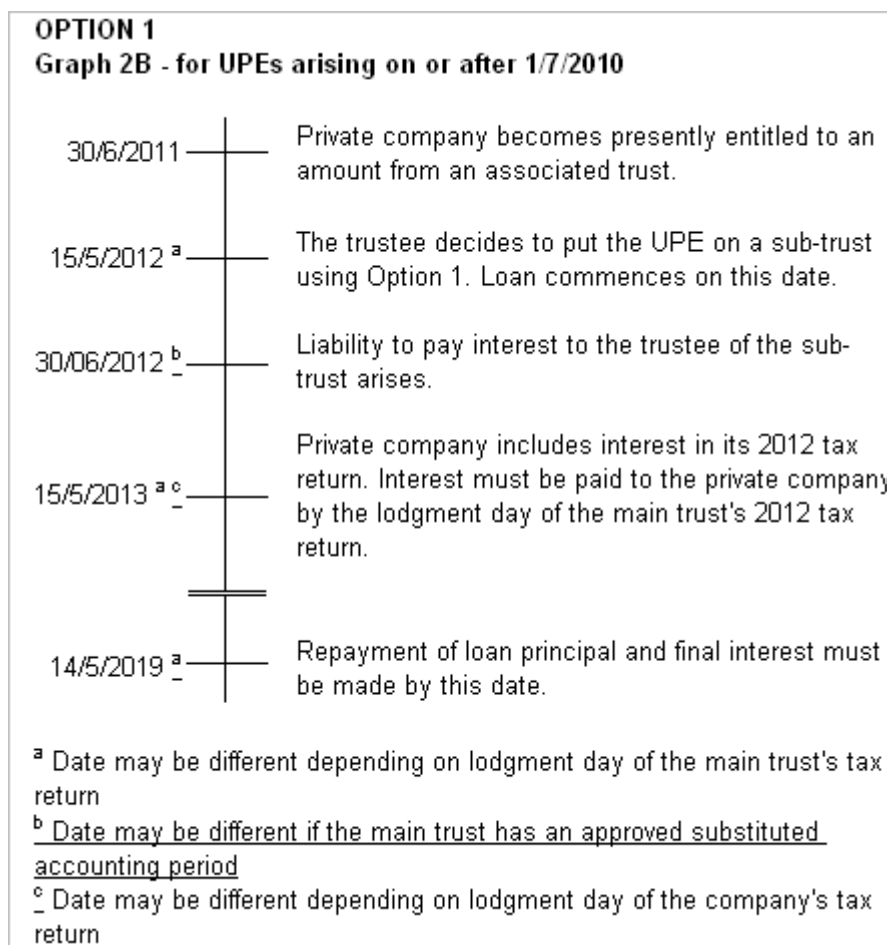 OPTION 1
Graph 2B - for UPEs arising on or after 1/7/2010
30/6/2011
Private company becomes presently entitled to an
amount from an associated trust.
15/5/2012 a
The trustee decides to put the UPE on a sub-trust
using Option 1. Loan commences on this date.
30/06/2012 b
Liability to pay interest to the trustee of the sub-
trust arises.
15/5/2013 a c
Private company includes interest in its 2012 tax
return. Interest must be paid to the private company
by the lodgment day of the main trust's 2012 tax
return.
14/5/2019 a
Repayment of loan principal and final interest must
be made by this date.
a Date may be different depending on lodgment day of the main trust's tax
return
b Date may be different if the main trust has an approved substituted
accounting period
c Date may be different depending on lodgment day of the company's tax
return